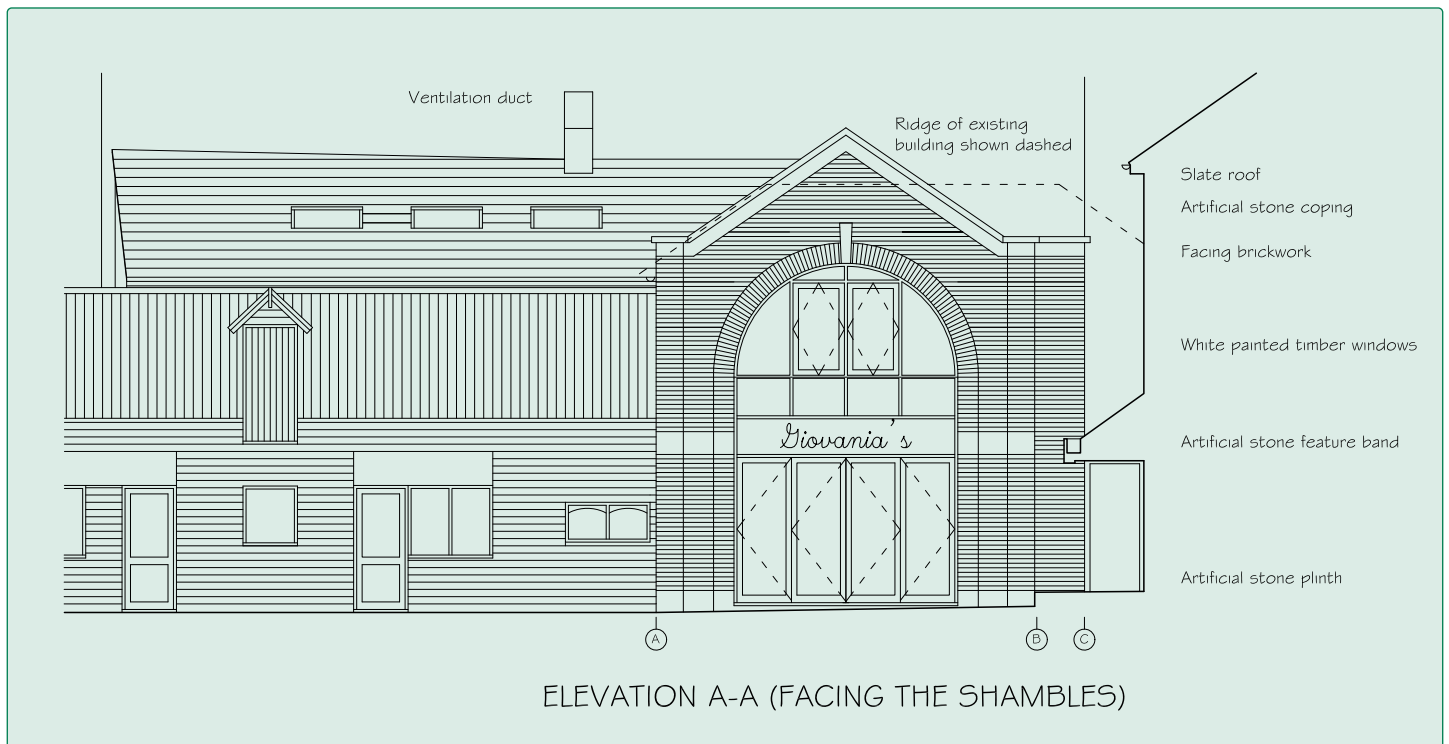 Ventilation duct
Ridge of existing
building shown dashed
Slate roof
Artificial stone coping
Facing brickwork
White painted timber windows
Artificial stone feature band
Artificial stone plinth
Giovania's
A
B
C
ELEVATION A-A (FACING THE SHAMBLES)